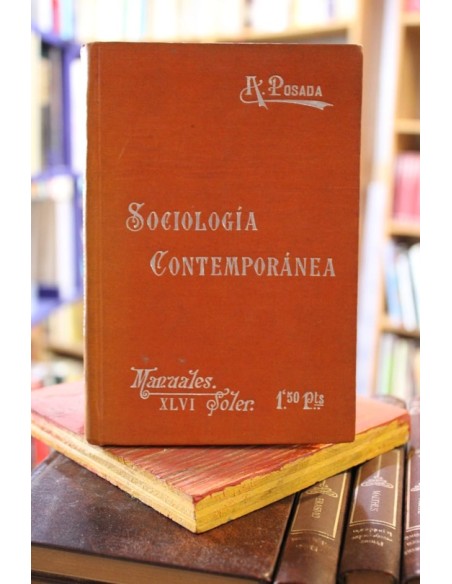 A. POSADA
SOCIOLOGÍA
CONTEMPORÁNEA
Manuales.
XLVI Soler. 1'50 Pts